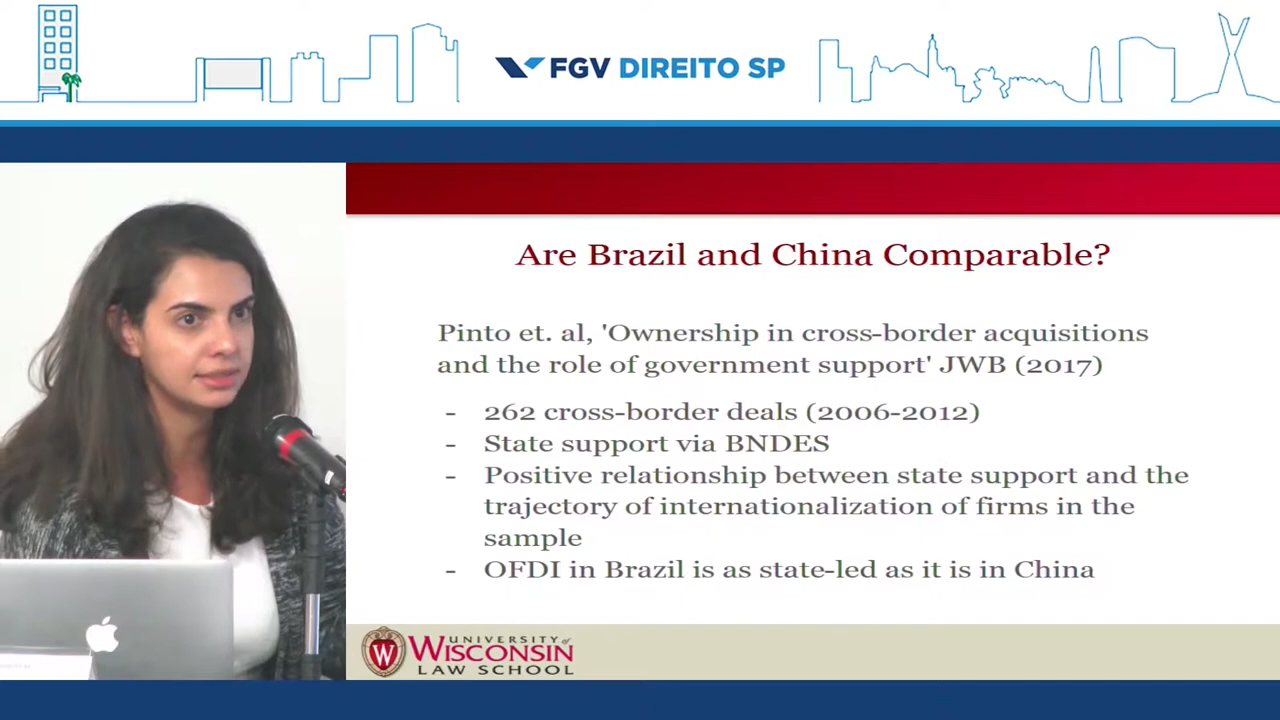 FGV DIREITO SP
Are Brazil and China Comparable?
Pinto et. al, 'Ownership in cross-border acquisitions
and the role of government support' JWB (2017)
- 262 cross-border deals (2006-2012)
- State support via BNDES
- Positive relationship between state support and the
trajectory of internationalization of firms in the
sample
- OFDI in Brazil is as state-led as it is in China
W
UNIVERSITY of
WISCONSIN
LAW SCHOOL